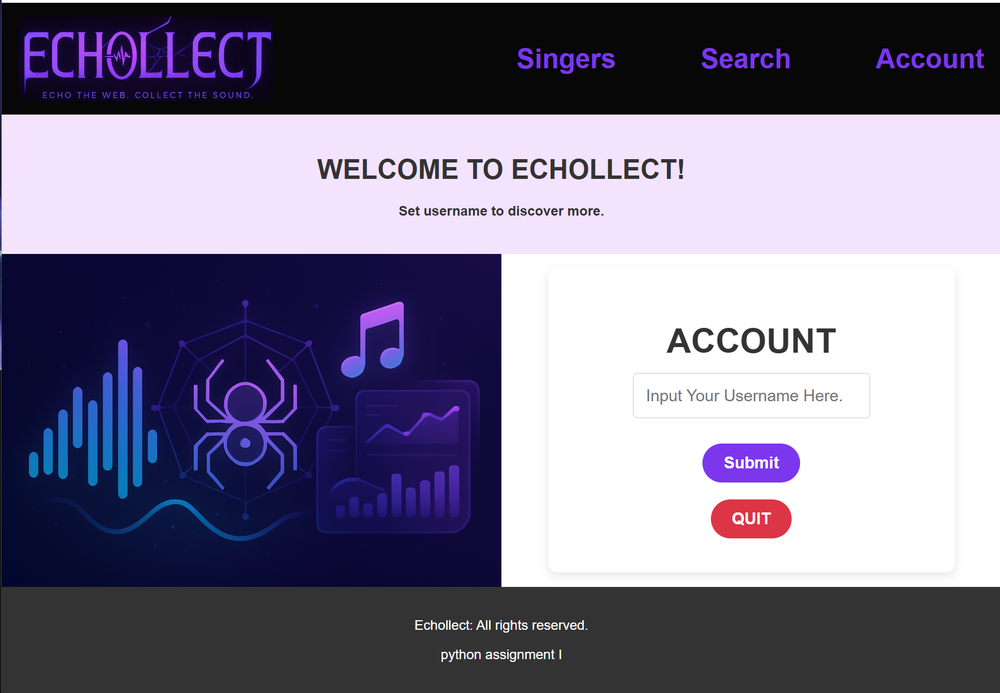 ECHOLLECT
ECHO THE WEB. COLLECT THE SOUND.
Singers Search Account
WELCOME TO ECHOLLECT!
Set username to discover more.
ACCOUNT
Input Your Username Here.
Submit
QUIT
Echollect: All rights reserved.
python assignment I